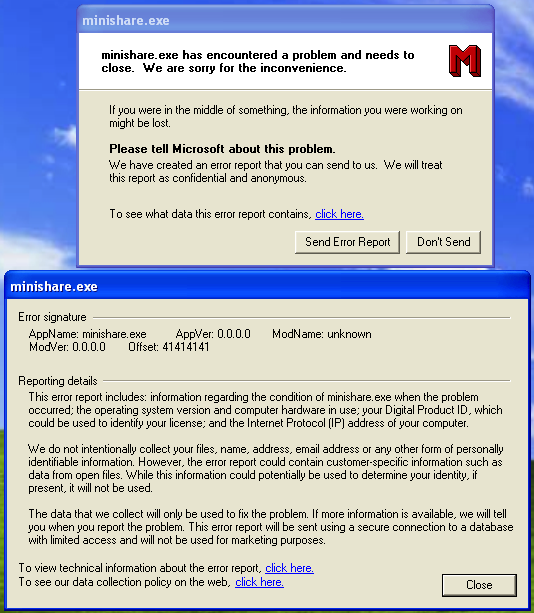 minishare.exe
minishare.exe has encountered a problem and needs to
close. We are sorry for the inconvenience.
M
If you were in the middle of something, the information you were working on
might be lost.
Please tell Microsoft about this problem.
We have created an error report that you can send to us. We will treat
this report as confidential and anonymous.
To see what data this error report contains, click here.
Send Error Report Don't Send
minishare.exe
Error signature
AppName: minishare.exe AppVer: 0.0.0.0 ModName: unknown
ModVer: 0.0.0.0 Offset: 41414141
Reporting details
This error report includes: information regarding the condition of minishare.exe when the problem
occurred; the operating system version and computer hardware in use; your Digital Product ID, which
could be used to identify your license; and the Internet Protocol (IP) address of your computer.
We do not intentionally collect your files, name, address, email address or any other form of personally
identifiable information. However, the error report could contain customer-specific information such as
data from open files. While this information could potentially be used to determine your identity, if
present, it will not be used.
The data that we collect will only be used to fix the problem. If more information is available, we will tell
you when you report the problem. This error report will be sent using a secure connection to a database
with limited access and will not be used for marketing purposes.
To view technical information about the error report, click here.
To see our data collection policy on the web, click here.
Close